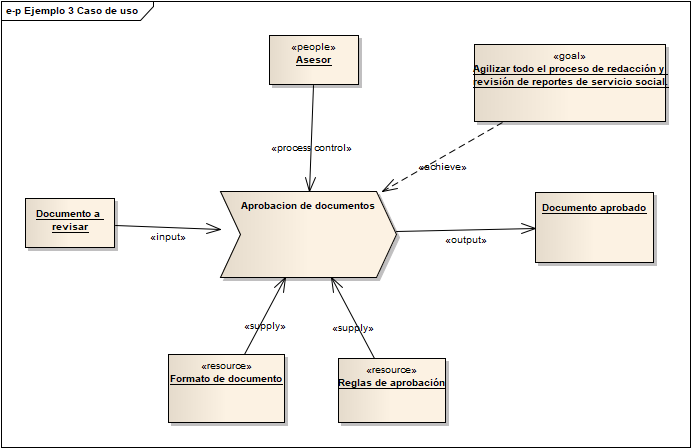 e-p Ejemplo 3 Caso de uso
«people»
Asesor
«goal»
Agilizar todo el proceso de redacción y
revisión de reportes de servicio social.
«process control»
«achieve»
Documento a
revisar
«input»
Aprobacion de documentos
Documento aprobado
«output»
«supply»
«supply»
«resource»
Formato de documento
«resource»
Reglas de aprobación